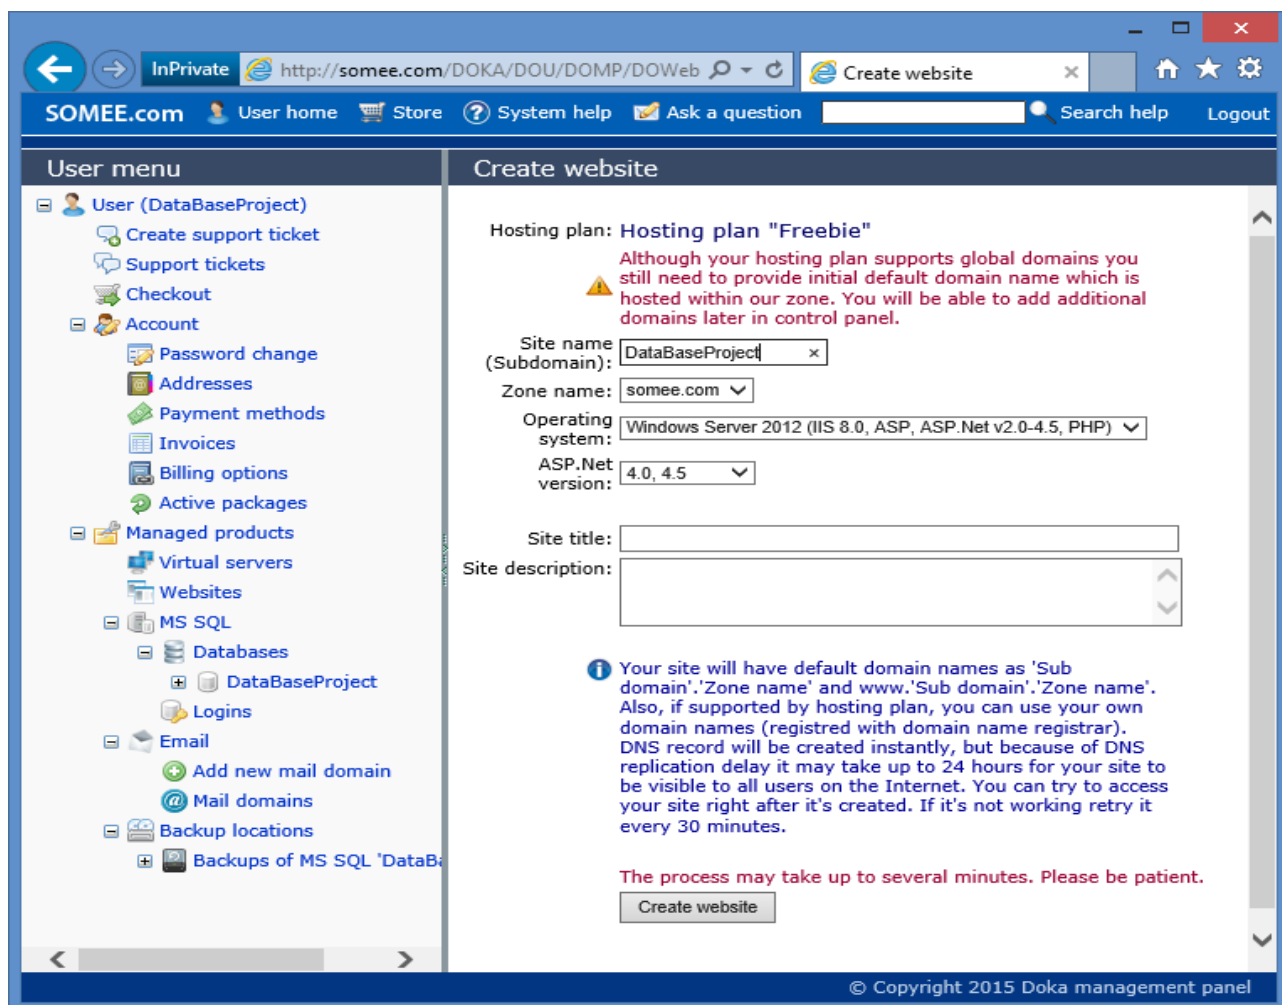 InPrivate
http://somee.com/DOKA/DOU/DOMP/DOWeb
Create website
SOMEE.com
User home
Store
System help
Ask a question
Search help
Logout
User menu
User (DataBaseProject)
Create support ticket
Support tickets
Checkout
Account
Password change
Addresses
Payment methods
Invoices
Billing options
Active packages
Managed products
Virtual servers
Websites
MS SQL
Databases
DataBaseProject
Logins
Email
Add new mail domain
Mail domains
Backup locations
Backups of MS SQL 'DataBa
Create website
Hosting plan: Hosting plan "Freebie"
Although your hosting plan supports global domains you
still need to provide initial default domain name which is
hosted within our zone. You will be able to add additional
domains later in control panel.
Site name
(Subdomain): DataBaseProject
Zone name: somee.com
Operating
system: Windows Server 2012 (IIS 8.0, ASP, ASP.Net v2.0-4.5, PHP)
ASP.Net
version: 4.0, 4.5
Site title:
Site description:
Your site will have default domain names as 'Sub
domain'.'Zone name' and www.'Sub domain'.'Zone name'.
Also, if supported by hosting plan, you can use your own
domain names (registred with domain name registrar).
DNS record will be created instantly, but because of DNS
replication delay it may take up to 24 hours for your site to
be visible to all users on the Internet. You can try to access
your site right after it's created. If it's not working retry it
every 30 minutes.
The process may take up to several minutes. Please be patient.
Create website
© Copyright 2015 Doka management panel